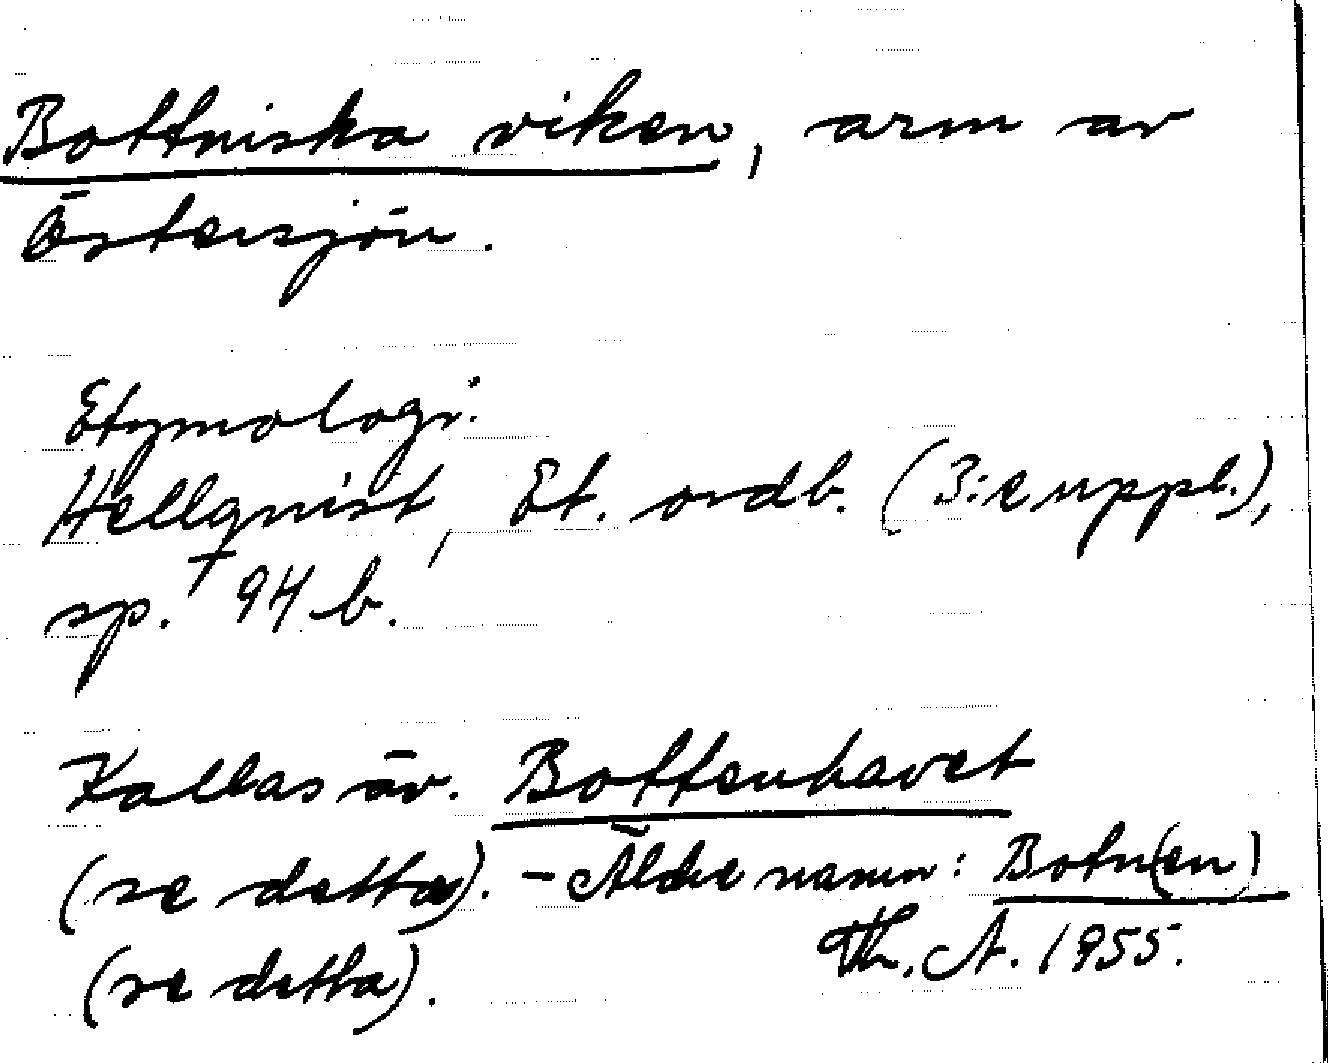 Bottniska viken, arm av
Östersjön.
Etymologi:
Hellquist, Et. ordb. (3:e uppl.),
sp. 94 b.
Kallas äv. Bottenhavet
(se detta). - Äldre namn: Botn(en)
(se detta). Th. A. 1955.